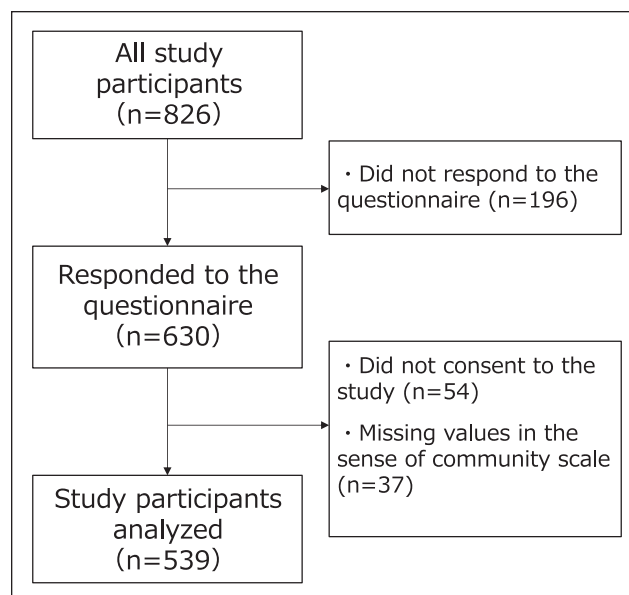 All study
participants
（n=826）
・Did not respond to the
questionnaire (n=196)
Responded to the
questionnaire
（n=630）
・Did not consent to the
study (n=54)
・Missing values in the
sense of community scale
(n=37)
Study participants
analyzed
（n=539）